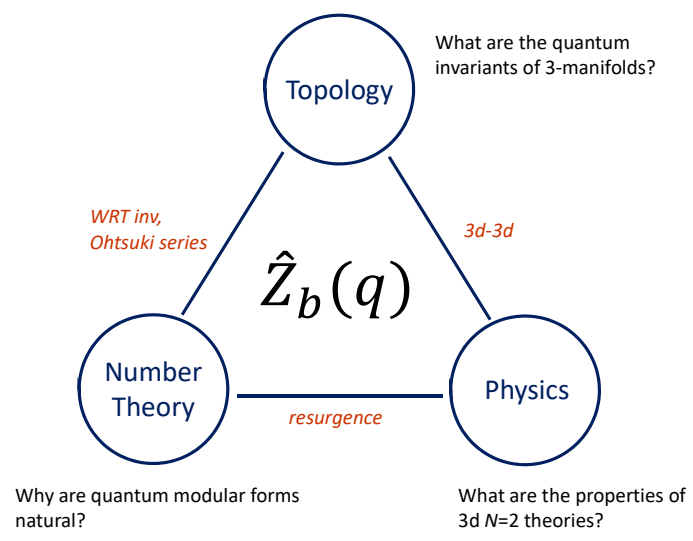 What are the quantum
invariants of 3-manifolds?
Topology
WRT inv,
Ohtsuki series
3d-3d
Ẑ_b(q)
Number
Theory
Physics
resurgence
Why are quantum modular forms
natural?
What are the properties of
3d N=2 theories?